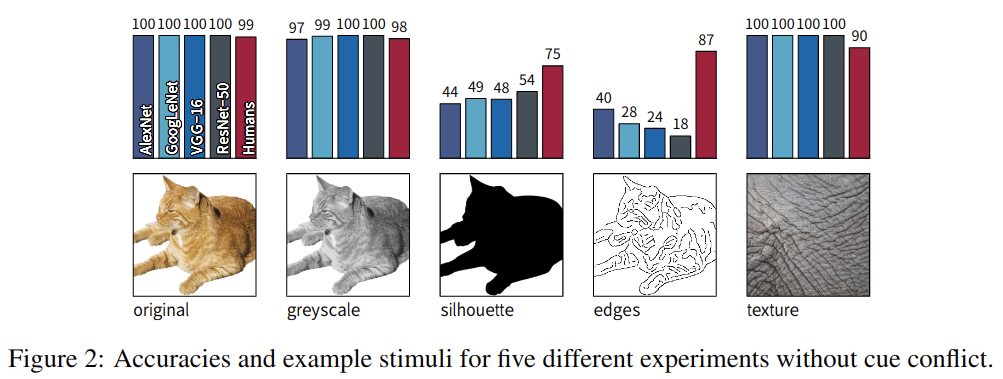 100 100 100 100 99
97 99 100 100 98
44 49 48 54 75
40 28 24 18 87
100 100 100 100 90
AlexNet
GoogLeNet
VGG−16
ResNet−50
Humans
original
greyscale
silhouette
edges
texture
Figure 2: Accuracies and example stimuli for five different experiments without cue conflict.